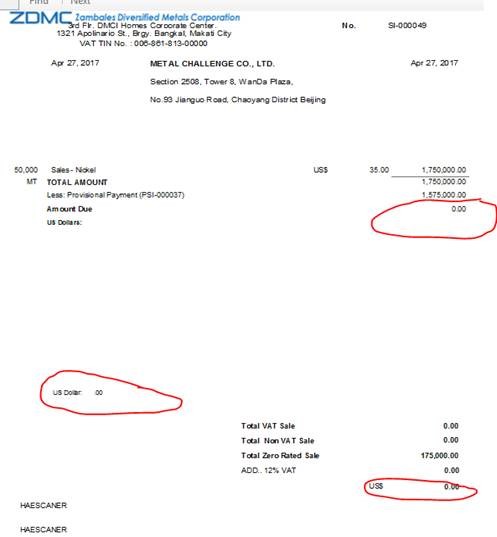 Find Next
ZDMC Zambales Diversified Metals Corporation
3rd Flr. DMCI Homes Corporate Center.
1321 Apolinario St., Brgy. Bangkal, Makati City
VAT TIN No. : 006-861-813-00000
No. SI-000049
Apr 27, 2017 METAL CHALLENGE CO., LTD. Apr 27, 2017
Section 2508, Tower 8, WanDa Plaza,
No.93 Jianguo Road, Chaoyang District Beijing
50,000 Sales - Nickel US$ 35.00 1,750,000.00
MT TOTAL AMOUNT 1,750,000.00
Less: Provisional Payment (PSI-000037) 1,575,000.00
Amount Due 0.00
US Dollars:
US Dollar: .00
Total VAT Sale 0.00
Total Non VAT Sale 0.00
Total Zero Rated Sale 175,000.00
ADD.. 12% VAT 0.00
US$ 0.00
HAESCANER
HAESCANER